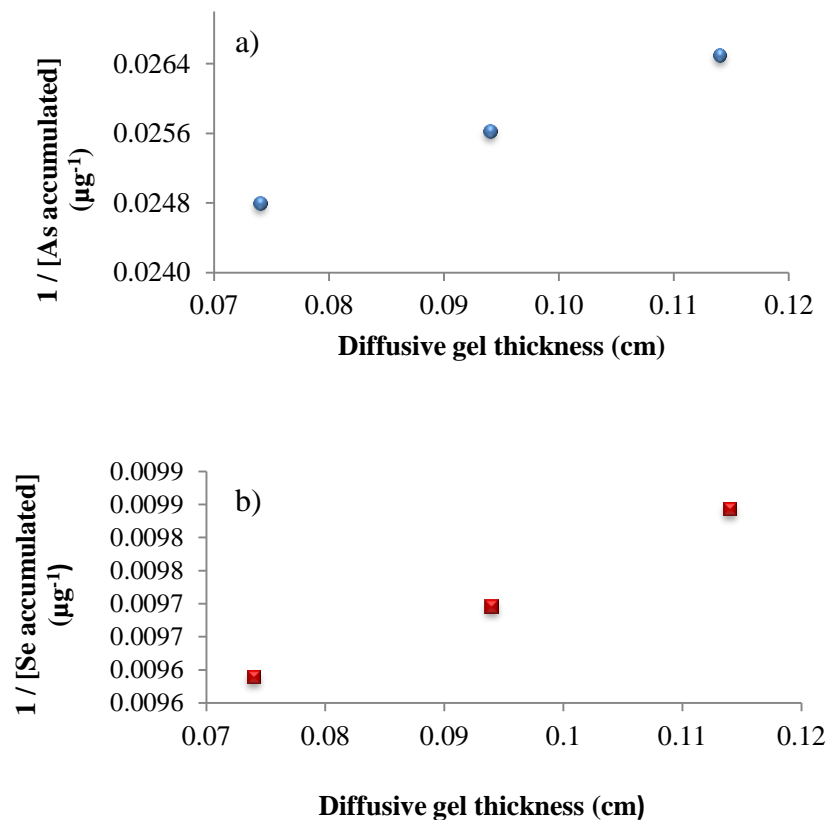 a)
1 / [As accumulated]
(µg-1)
0.0264
0.0256
0.0248
0.0240
0.07 0.08 0.09 0.10 0.11 0.12
Diffusive gel thickness (cm)
b)
1 / [Se accumulated]
(µg-1)
0.0099
0.0099
0.0098
0.0098
0.0097
0.0097
0.0096
0.0096
0.07 0.08 0.09 0.1 0.11 0.12
Diffusive gel thickness (cm)